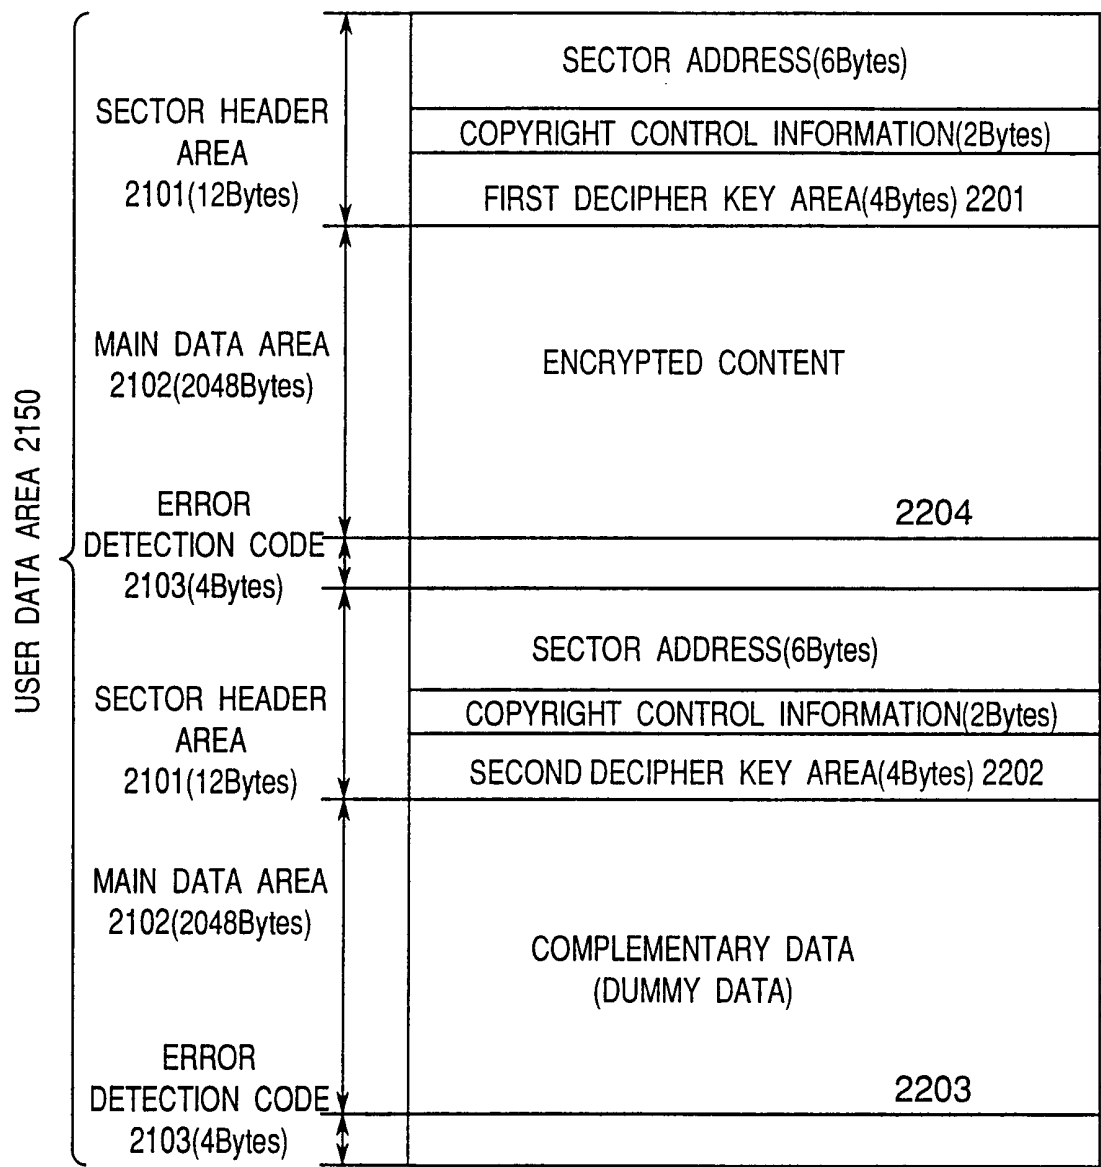 USER DATA AREA 2150
SECTOR HEADER
AREA
2101(12Bytes)
SECTOR ADDRESS(6Bytes)
COPYRIGHT CONTROL INFORMATION(2Bytes)
FIRST DECIPHER KEY AREA(4Bytes) 2201
MAIN DATA AREA
2102(2048Bytes)
ENCRYPTED CONTENT
2204
ERROR
DETECTION CODE
2103(4Bytes)
SECTOR HEADER
AREA
2101(12Bytes)
SECTOR ADDRESS(6Bytes)
COPYRIGHT CONTROL INFORMATION(2Bytes)
SECOND DECIPHER KEY AREA(4Bytes) 2202
MAIN DATA AREA
2102(2048Bytes)
COMPLEMENTARY DATA
(DUMMY DATA)
2203
ERROR
DETECTION CODE
2103(4Bytes)